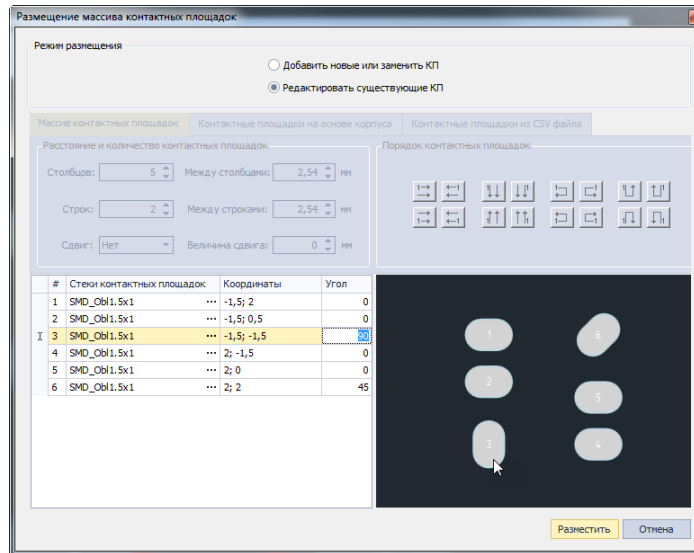 Размещение массива контактных площадок
Режим размещения
Добавить новые или заменить КП
Редактировать существующие КП
Массив контактных площадок Контактные площадки на основе корпуса Контактные площадки из CSV файла
Расстояние и количество контактных площадок Порядок контактных площадок
Столбцов: 5 Между столбцами: 2,54 мм
Строк: 2 Между строками: 2,54 мм
Сдвиг: Нет Величина сдвига: 0 мм
# Стеки контактных площадок Координаты Угол
1 SMD_Obl1.5x1 ••• -1,5; 2 0
2 SMD_Obl1.5x1 ••• -1,5; 0,5 0
3 SMD_Obl1.5x1 ••• -1,5; -1,5 90
4 SMD_Obl1.5x1 ••• 2; -1,5 0
5 SMD_Obl1.5x1 ••• 2; 0 0
6 SMD_Obl1.5x1 ••• 2; 2 45
1 6
2
5
3 4
Разместить Отмена